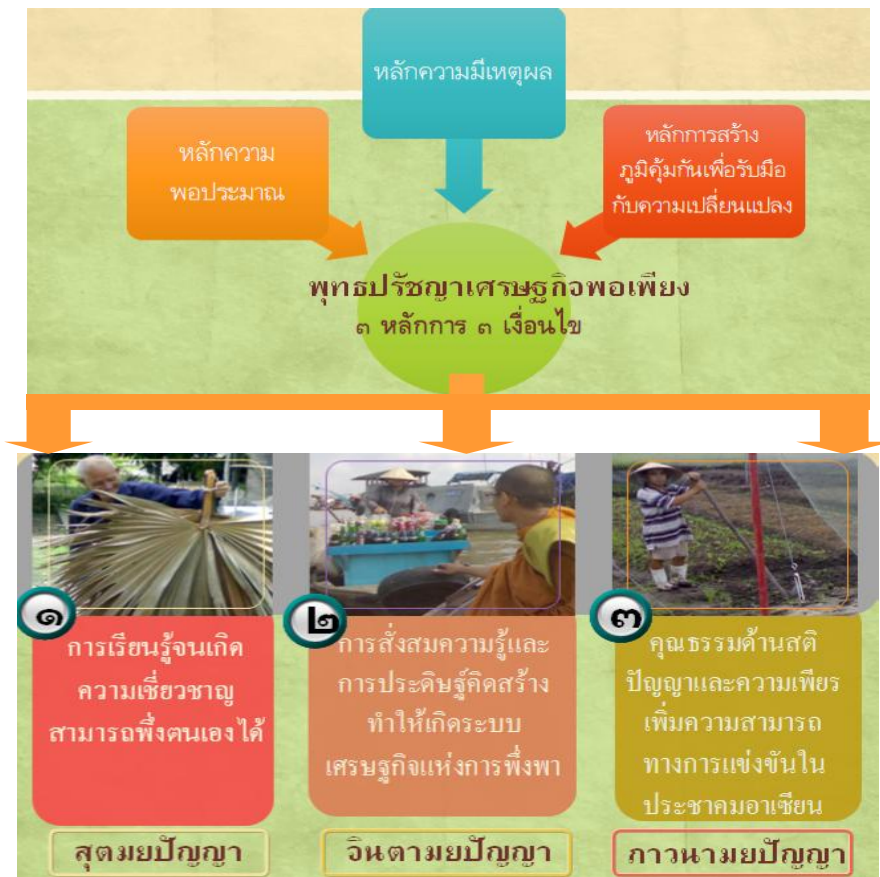 หลักความมีเหตุผล
หลักความ
พอประมาณ
หลักการสร้าง
ภูมิคุ้มกันเพื่อรับมือ
กับความเปลี่ยนแปลง
พุทธปรัชญาเศรษฐกิจพอเพียง
๓ หลักการ ๓ เงื่อนไข
๑
การเรียนรู้จนเกิด
ความเชี่ยวชาญ
สามารถพึ่งตนเองได้
๒
การสั่งสมความรู้และ
การประดิษฐ์คิดสร้าง
ทำให้เกิดระบบ
เศรษฐกิจแห่งการพึ่งพา
๓
คุณธรรมด้านสติ
ปัญญาและความเพียร
เพิ่มความสามารถ
ทางการแข่งขันใน
ประชาคมอาเซียน
สุตมยปัญญา
จินตามยปัญญา
ภาวนามยปัญญา